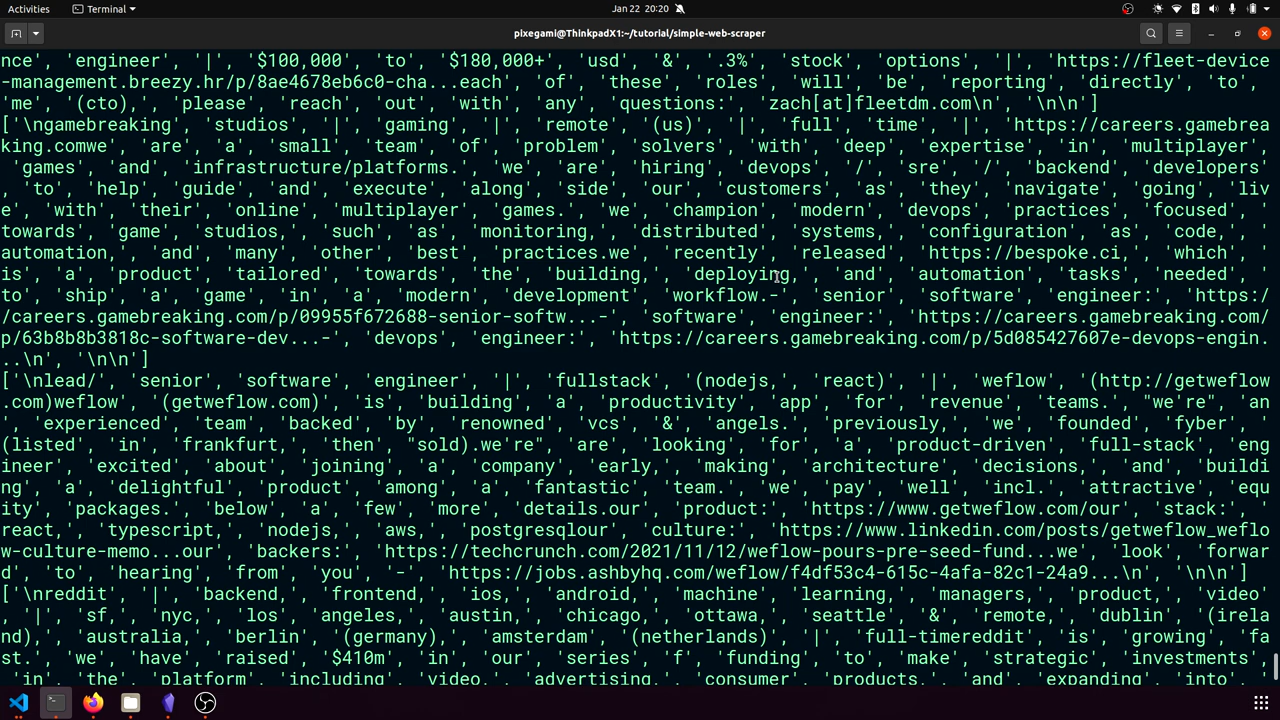 Activities
Terminal
Jan 22 20:20
pixegami@ThinkpadX1:~/tutorial/simple-web-scraper
nce', 'engineer', '|', '$100,000', 'to', '$180,000+', 'usd', '&', '.3%', 'stock', 'options', '|', 'https://fleet-device
-management.breezy.hr/p/8ae4678eb6c0-cha...each', 'of', 'these', 'roles', 'will', 'be', 'reporting', 'directly', 'to',
'me', '(cto),', 'please', 'reach', 'out', 'with', 'any', 'questions:', 'zach[at]fleetdm.com\n', '\n\n']
['\ngamebreaking', 'studios', '|', 'gaming', '|', 'remote', '(us)', '|', 'full', 'time', '|', 'https://careers.gamebrea
king.comwe', 'are', 'a', 'small', 'team', 'of', 'problem', 'solvers', 'with', 'deep', 'expertise', 'in', 'multiplayer',
'games', 'and', 'infrastructure/platforms.', 'we', 'are', 'hiring', 'devops', '/', 'sre', '/', 'backend', 'developers'
, 'to', 'help', 'guide', 'and', 'execute', 'along', 'side', 'our', 'customers', 'as', 'they', 'navigate', 'going', 'liv
e', 'with', 'their', 'online', 'multiplayer', 'games.', 'we', 'champion', 'modern', 'devops', 'practices', 'focused', '
towards', 'game', 'studios,', 'such', 'as', 'monitoring,', 'distributed', 'systems,', 'configuration', 'as', 'code,', '
automation,', 'and', 'many', 'other', 'best', 'practices.we', 'recently', 'released', 'https://bespoke.ci,', 'which', '
is', 'a', 'product', 'tailored', 'towards', 'the', 'building,', 'deploying,', 'and', 'automation', 'tasks', 'needed', '
to', 'ship', 'a', 'game', 'in', 'a', 'modern', 'development', 'workflow.-', 'senior', 'software', 'engineer:', 'https:/
/careers.gamebreaking.com/p/09955f672688-senior-softw...-', 'software', 'engineer:', 'https://careers.gamebreaking.com/
p/63b8b8b3818c-software-dev...-', 'devops', 'engineer:', 'https://careers.gamebreaking.com/p/5d085427607e-devops-engin.
..\n', '\n\n']
['\nlead/', 'senior', 'software', 'engineer', '|', 'fullstack', '(nodejs,', 'react)', '|', 'weflow', '(http://getweflow
.com)weflow', '(getweflow.com)', 'is', 'building', 'a', 'productivity', 'app', 'for', 'revenue', 'teams.', "we're", 'an
', 'experienced', 'team', 'backed', 'by', 'renowned', 'vcs', '&', 'angels.', 'previously,', 'we', 'founded', 'fyber', '
(listed', 'in', 'frankfurt,', 'then', "sold).we're", 'are', 'looking', 'for', 'a', 'product-driven', 'full-stack', 'eng
ineer', 'excited', 'about', 'joining', 'a', 'company', 'early,', 'making', 'architecture', 'decisions,', 'and', 'buildi
ng', 'a', 'delightful', 'product', 'among', 'a', 'fantastic', 'team.', 'we', 'pay', 'well', 'incl.', 'attractive', 'equ
ity', 'packages.', 'below', 'a', 'few', 'more', 'details.our', 'product:', 'https://www.getweflow.com/our', 'stack:', '
react,', 'typescript', 'nodejs', 'aws,', 'postgresqlour', 'culture:', 'https://www.linkedin.com/posts/getweflow_weflo
w-culture-memo...our', 'backers:', 'https://techcrunch.com/2021/11/12/weflow-pours-pre-seed-fund...we', 'look', 'forwar
d', 'to', 'hearing', 'from', 'you', '-', 'https://jobs.ashbyhq.com/weflow/f4df53c4-615c-4afa-82c1-24a9...\n', '\n\n']
['\nreddit', '|', 'backend,', 'frontend,', 'ios,', 'android,', 'machine', 'learning,', 'managers,', 'product,', 'video'
, '|', 'sf,', 'nyc,', 'los', 'angeles,', 'austin,', 'chicago,', 'ottawa,', 'seattle', '&', 'remote,', 'dublin', '(irela
nd),', 'australia,', 'berlin', '(germany),', 'amsterdam', '(netherlands)', '|', 'full-timereddit', 'is', 'growing', 'fa
st.', 'we', 'have', 'raised', '$410m', 'in', 'our', 'series', 'f', 'funding', 'to', 'make', 'strategic', 'investments',
'in', 'the', 'platform', 'including', 'video,', 'advertising,', 'consumer', 'products,', 'and', 'expanding', 'into', '